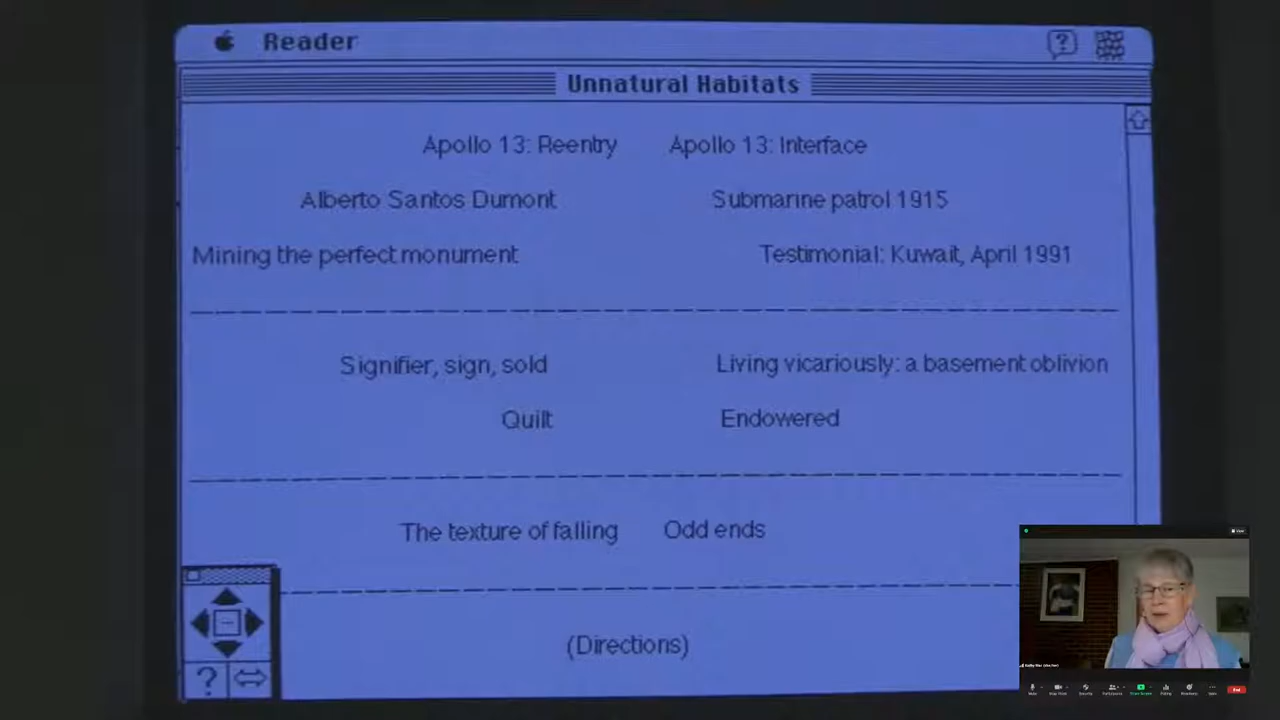 Reader
Unnatural Habitats
Apollo 13: Reentry Apollo 13: Interface
Alberto Santos Dumont Submarine patrol 1915
Mining the perfect monument Testimonial: Kuwait, April 1991
Signifier, sign, sold Living vicariously: a basement oblivion
Quilt Endowered
The texture of falling Odd ends
(Directions)